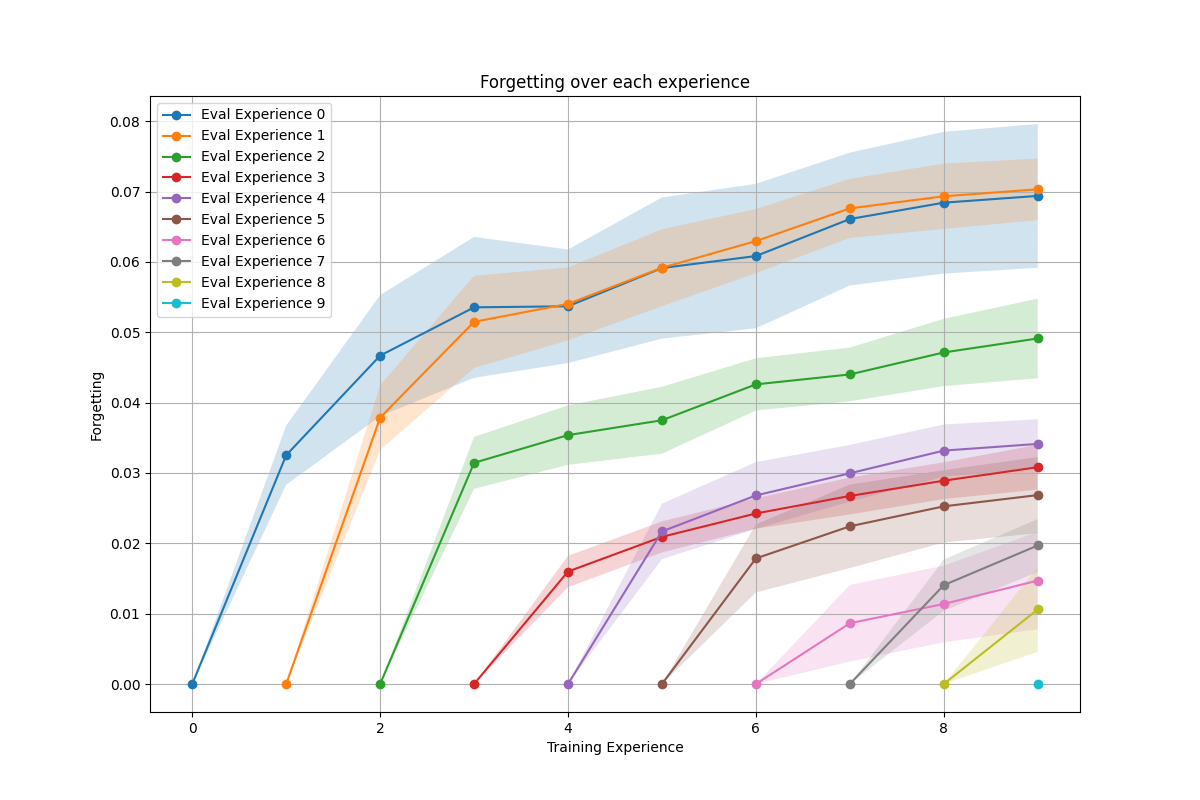 Forgetting over each experience
Eval Experience 0
Eval Experience 1
Eval Experience 2
Eval Experience 3
Eval Experience 4
Eval Experience 5
Eval Experience 6
Eval Experience 7
Eval Experience 8
Eval Experience 9
0.08
0.07
0.06
0.05
0.04
0.03
0.02
0.01
0.00
Forgetting
0 2 4 6 8
Training Experience